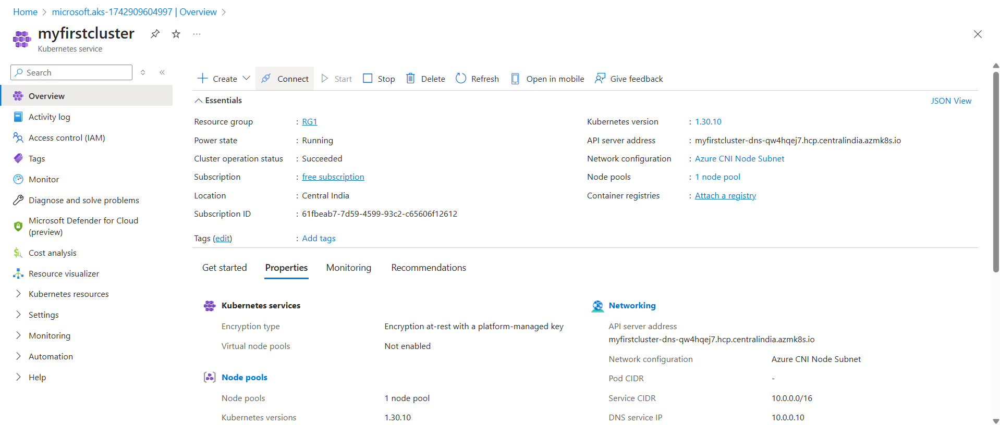 Home > microsoft.aks-1742909604997 | Overview >
myfirstcluster
Kubernetes service
Search
Overview
Activity log
Access control (IAM)
Tags
Monitor
Diagnose and solve problems
Microsoft Defender for Cloud
(preview)
Cost analysis
Resource visualizer
Kubernetes resources
Settings
Monitoring
Automation
Help
Create Connect Start Stop Delete Refresh Open in mobile Give feedback
Essentials
JSON View
Resource group : RG1
Power state : Running
Cluster operation status : Succeeded
Subscription : free subscription
Location : Central India
Subscription ID : 61fbeab7-7d59-4599-93c2-c65606f12612
Tags (edit) : Add tags
Kubernetes version : 1.30.10
API server address : myfirstcluster-dns-qw4hqej7.hcp.centralindia.azmk8s.io
Network configuration : Azure CNI Node Subnet
Node pools : 1 node pool
Container registries : Attach a registry
Get started Properties Monitoring Recommendations
Kubernetes services
Encryption type Encryption at-rest with a platform-managed key
Virtual node pools Not enabled
Node pools
Node pools 1 node pool
Kubernetes versions 1.30.10
Networking
API server address
myfirstcluster-dns-qw4hqej7.hcp.centralindia.azmk8s.io
Network configuration Azure CNI Node Subnet
Pod CIDR -
Service CIDR 10.0.0.0/16
DNS service IP 10.0.0.10